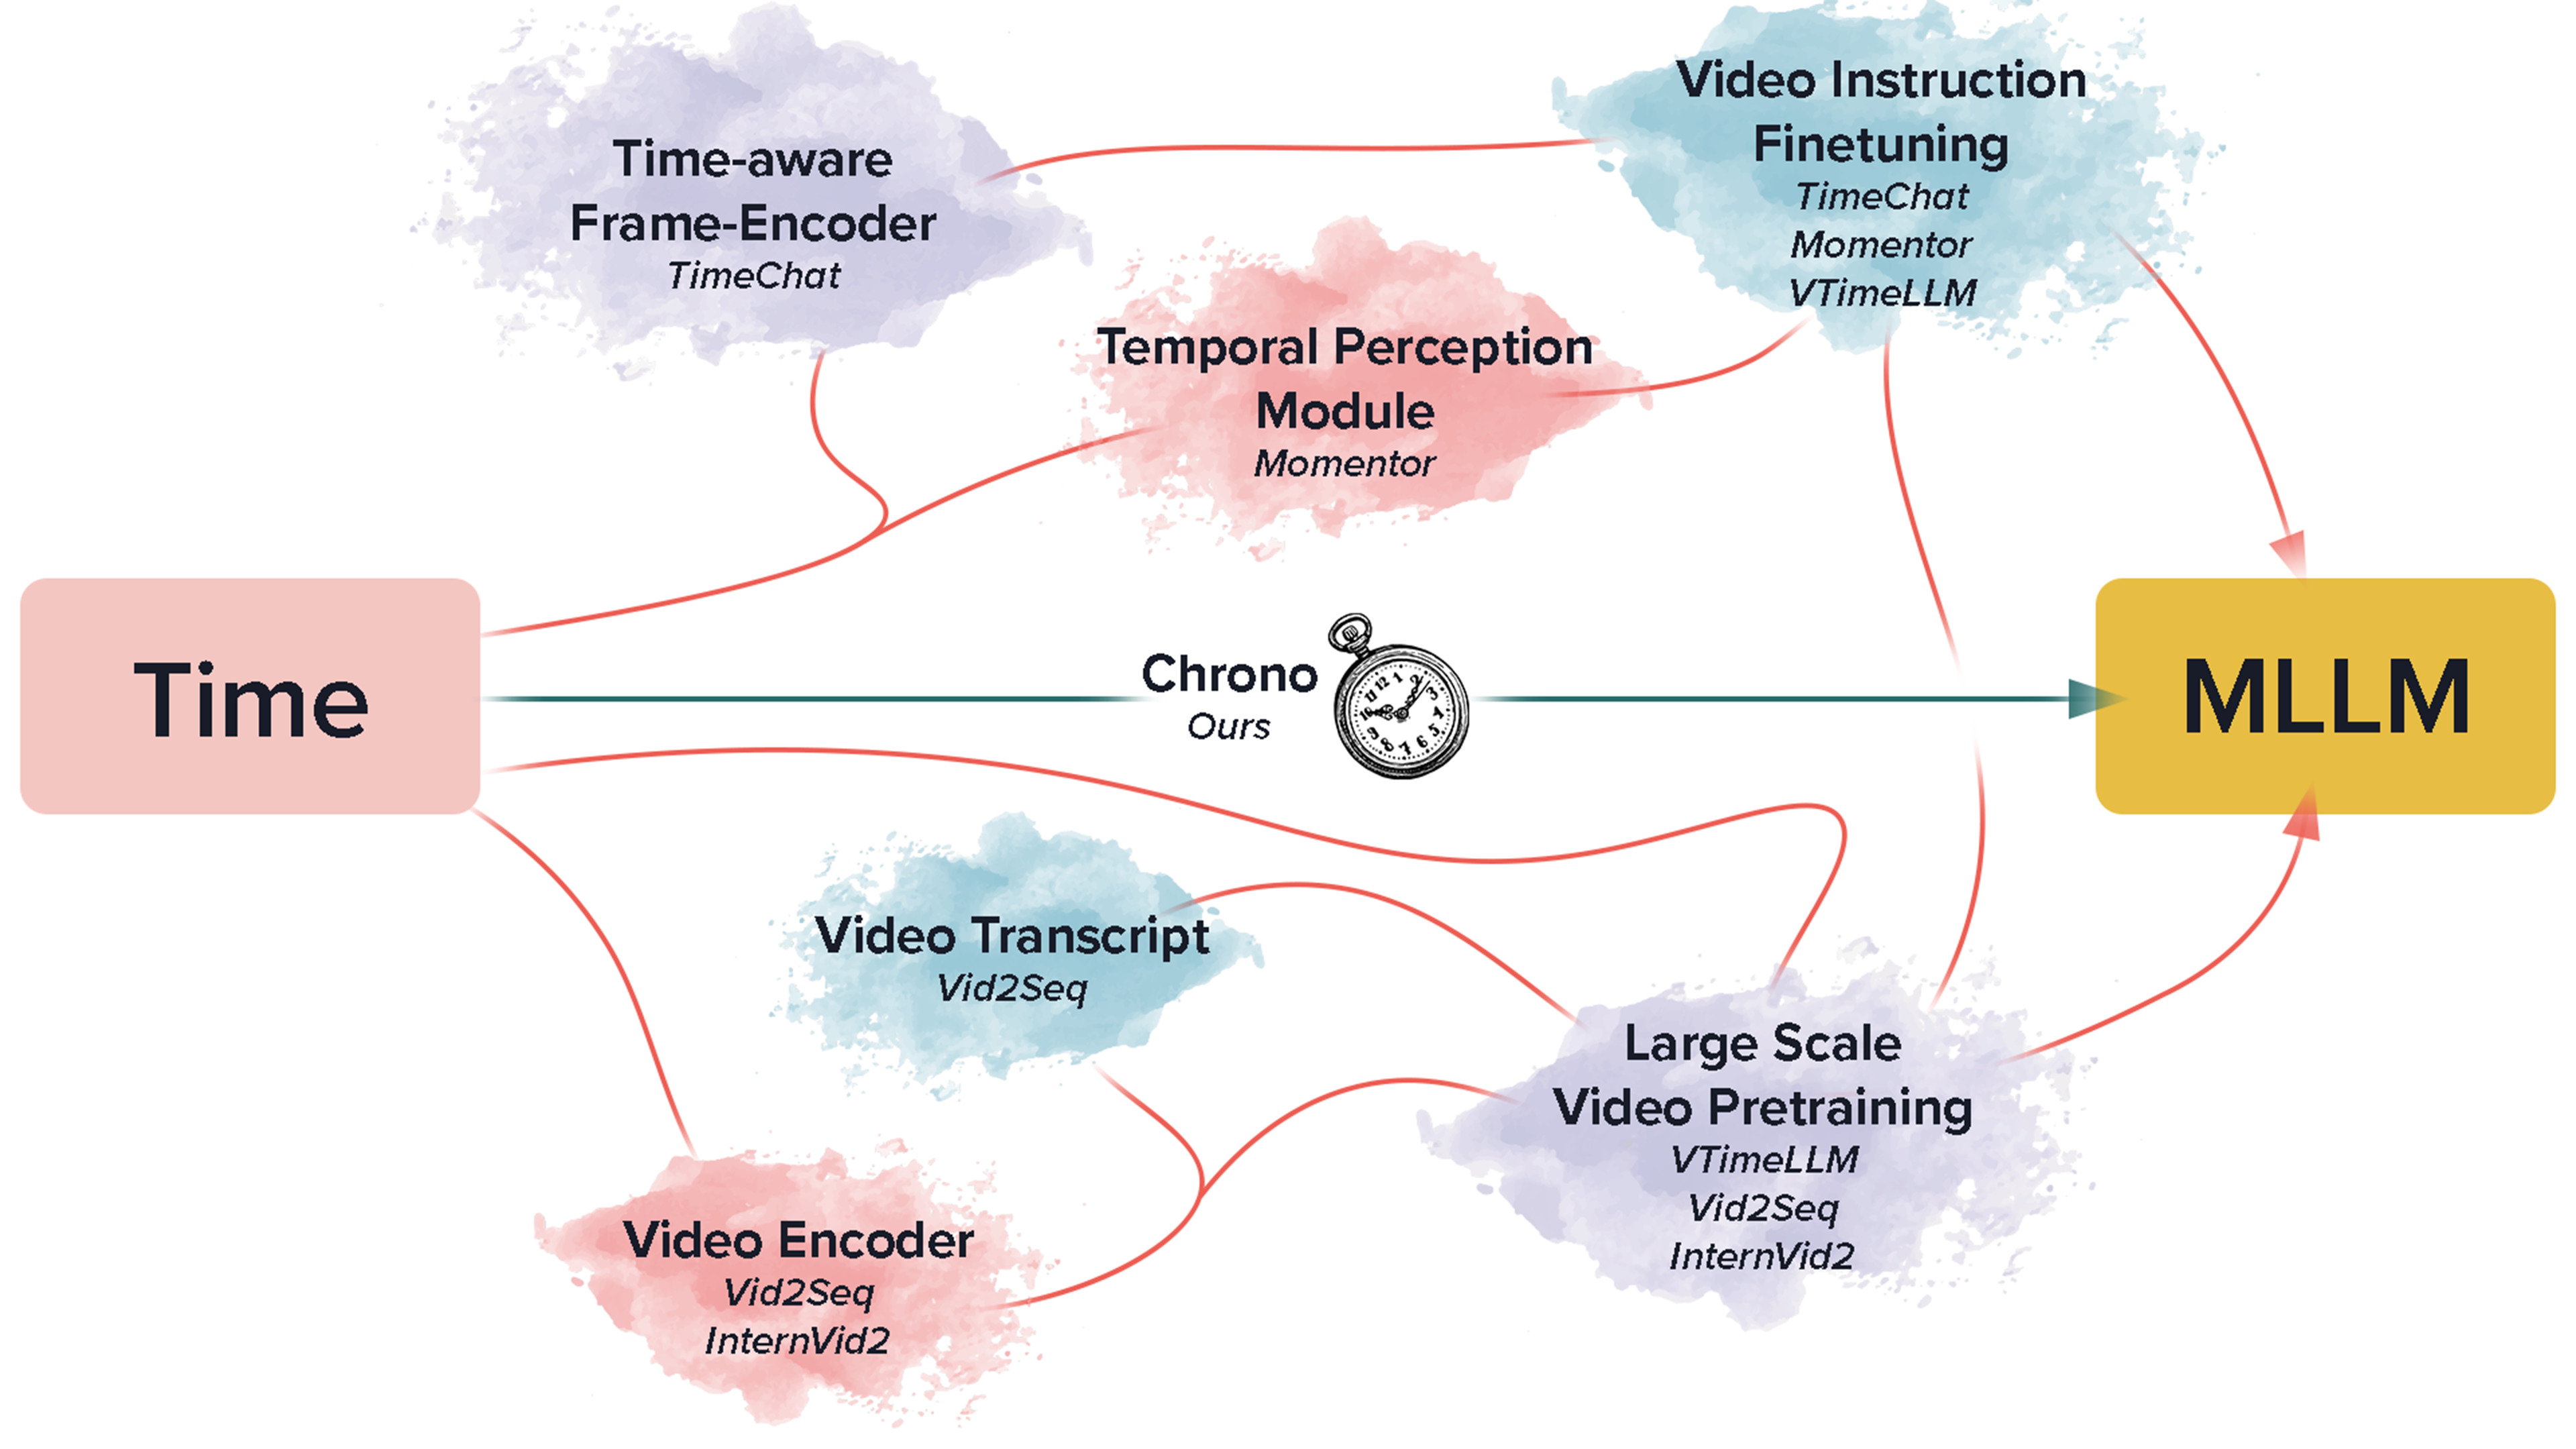 Time-aware
Frame-Encoder
TimeChat
Video Instruction
Finetuning
TimeChat
Momentor
VTimeLLM
Temporal Perception
Module
Momentor
Time
Chrono
Ours
MLLM
Video Transcript
Vid2Seq
Large Scale
Video Pretraining
VTimeLLM
Vid2Seq
InternVid2
Video Encoder
Vid2Seq
InternVid2